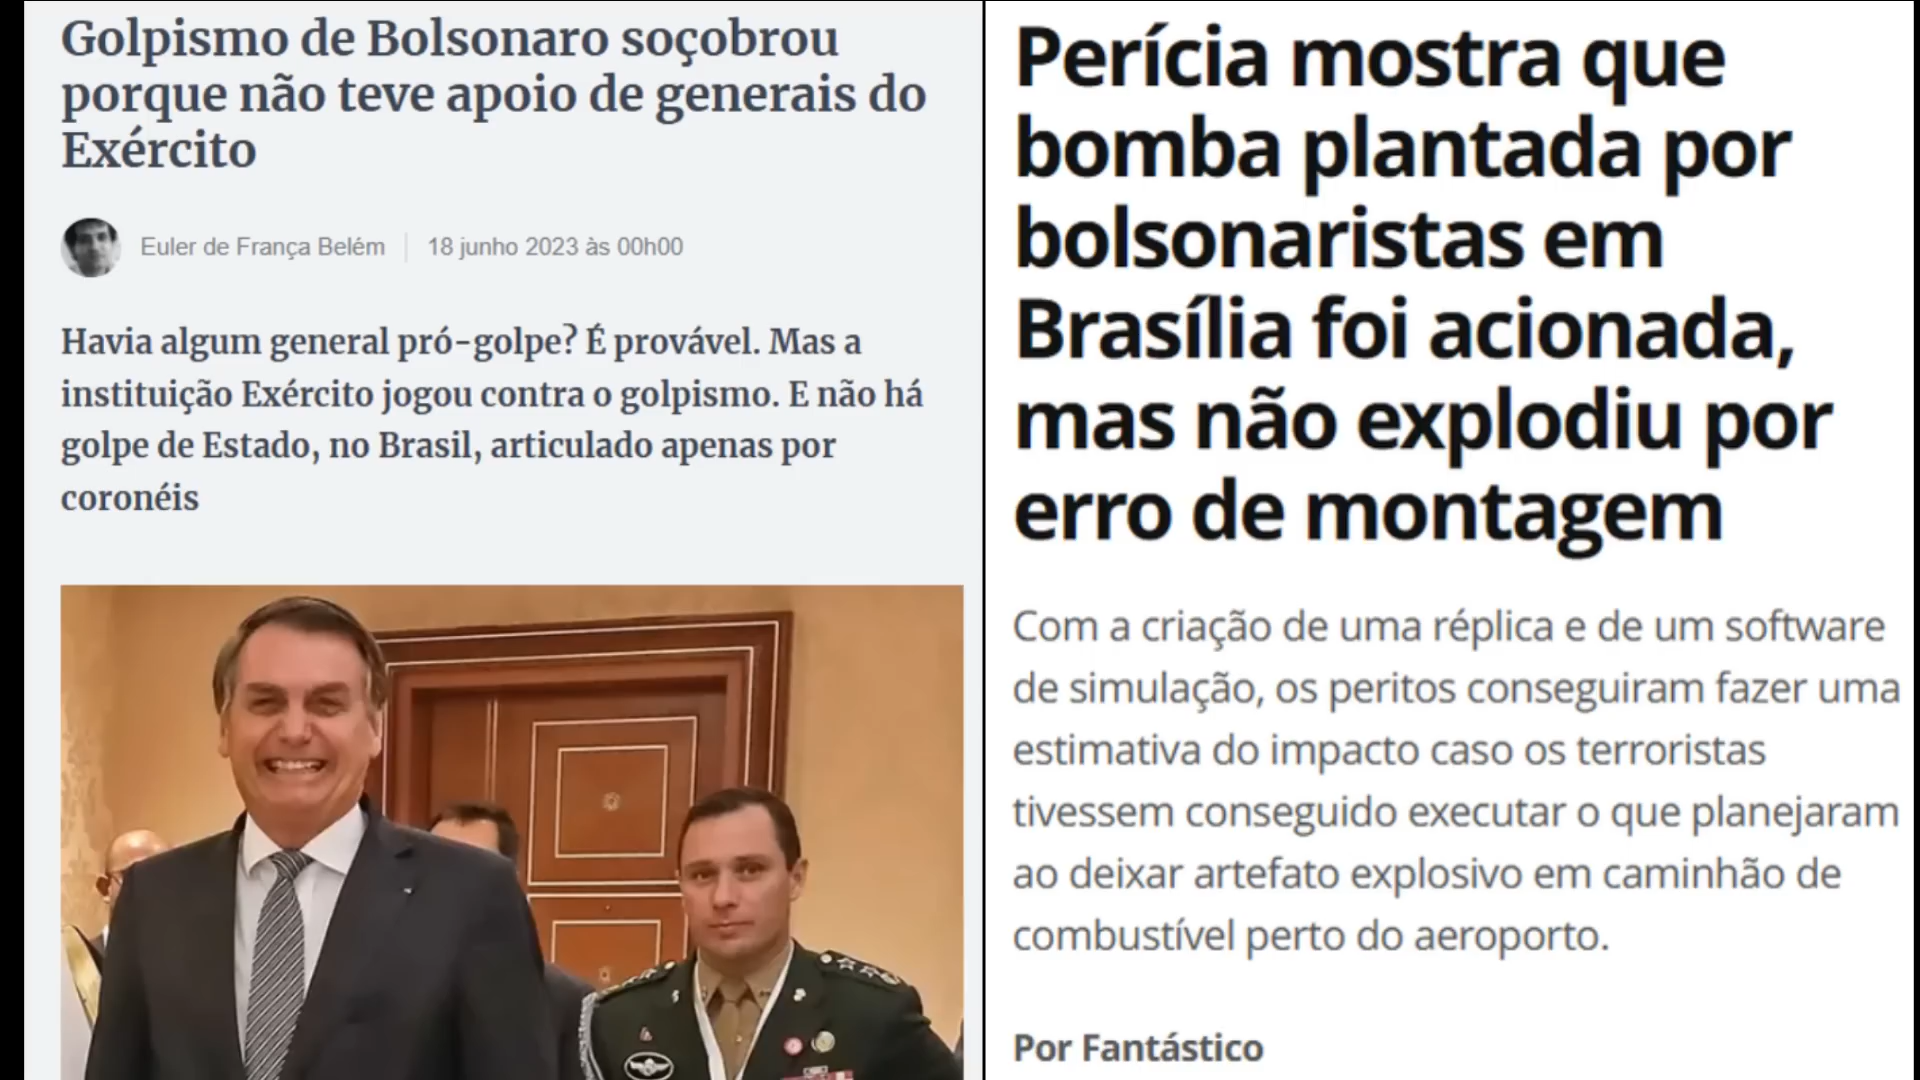 Golpismo de Bolsonaro soçobrou
porque não teve apoio de generais do
Exército
Euler de França Belém
18 junho 2023 às 00h00
Havia algum general pró-golpe? É provável. Mas a
instituição Exército jogou contra o golpismo. E não há
golpe de Estado, no Brasil, articulado apenas por
coronéis
Perícia mostra que
bomba plantada por
bolsonaristas em
Brasília foi acionada,
mas não explodiu por
erro de montagem
Com a criação de uma réplica e de um software
de simulação, os peritos conseguiram fazer uma
estimativa do impacto caso os terroristas
tivessem conseguido executar o que planejaram
ao deixar artefato explosivo em caminhão de
combustível perto do aeroporto.
Por Fantástico